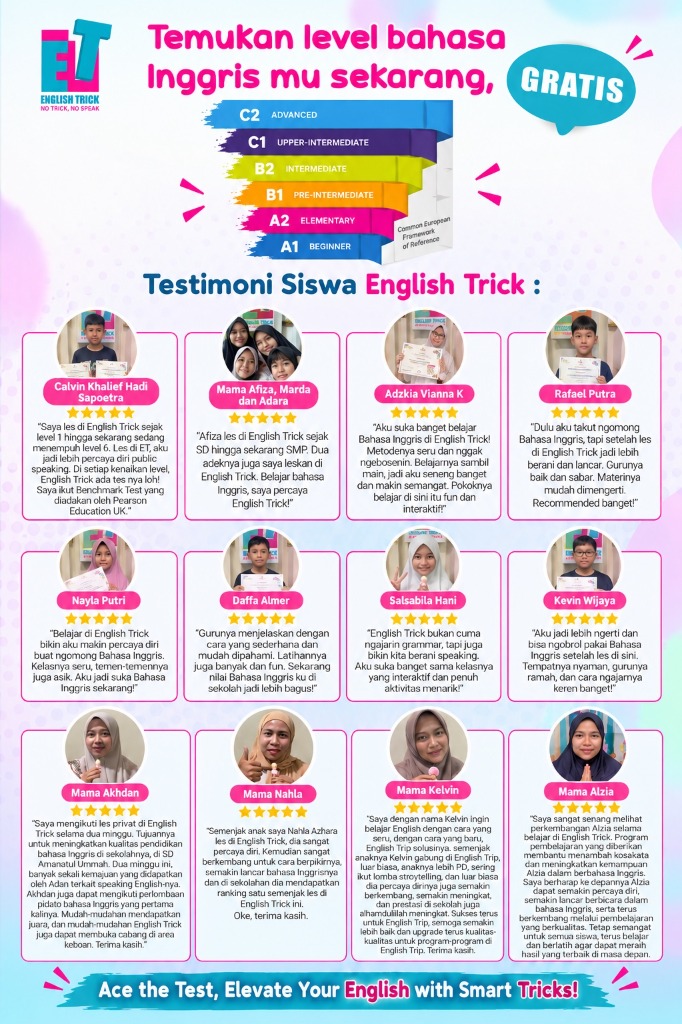 ET
ENGLISH TRICK
NO TRICK, NO SPEAK
Temukan level bahasa
Inggris mu sekarang,
GRATIS
C2 ADVANCED
C1 UPPER-INTERMEDIATE
B2 INTERMEDIATE
B1 PRE-INTERMEDIATE
A2 ELEMENTARY
A1 BEGINNER
Common European
Framework
of Reference
Testimoni Siswa English Trick :
Calvin Khalief Hadi
Sapoetra
"Saya les di English Trick sejak
level 1 hingga sekarang sedang
menempuh level 6. Les di ET, aku
jadi lebih percaya diri public
speaking. Di setiap kenaikan level,
English Trick ada tes nya loh!
Saya ikut Benchmark Test yang
diadakan oleh Pearson
Education UK."
Mama Afiza, Marda
dan Adara
"Afiza les di English Trick sejak
SD hingga sekarang SMP. Dua
adeknya juga saya leskan di
English Trick. Belajar bahasa
Inggris, saya percaya
English Trick!"
Adzkia Vianna K
"Aku suka banget belajar
Bahasa Inggris di English Trick!
Metodenya seru dan nggak
ngebosenin. Belajarnya sambil
main, jadi aku seneng banget
dan makin semangat. Pokoknya
belajar di sini itu fun dan
interaktif!"
Rafael Putra
"Dulu aku takut ngomong
Bahasa Inggris, tapi setelah les
di English Trick jadi lebih
berani dan lancar. Gurunya
baik dan sabar. Materinya
mudah dimengerti.
Recommended banget!"
Nayla Putri
"Belajar di English Trick
bikin aku makin percaya diri
buat ngomong Bahasa Inggris.
Kelasnya seru, temen-temennya
juga asik. Aku jadi suka Bahasa
Inggris sekarang!"
Daffa Almer
"Gurunya menjelaskan dengan
cara yang sederhana dan
mudah dipahami. Latihannya
juga banyak dan fun. Sekarang
nilai Bahasa Inggris ku di
sekolah jadi lebih bagus!"
Salsabila Hani
"English Trick bukan cuma
ngajarin grammar, tapi juga
bikin kita berani speaking.
Aku suka banget sama kelasnya
yang interaktif dan penuh
aktivitas menarik!"
Kevin Wijaya
"Aku jadi lebih ngerti dan
bisa ngobrol pakai Bahasa
Inggris setelah les di sini.
Tempatnya nyaman, gurunya
ramah, dan cara ngajarnya
keren banget!"
Mama Akhdan
"Saya mengikuti les privat di English
Trick selama dua minggu. Tujuannya
untuk meningkatkan kualitas pendidikan
bahasa Inggris di sekolahnya, di SD
Amanatul Ummah. Dua minggu ini,
banyak sekali kemajuan yang didapatkan
oleh Adan terkait speaking English-nya.
Akhdan juga dapat mengikuti perlombaan
pidato bahasa Inggris yang pertama
kalinya. Mudah-mudahan mendapatkan
juara, dan mudah-mudahan English Trick
juga dapat membuka cabang di area
keboan. Terima kasih."
Mama Nahla
"Semenjak anak saya Nahla Azhara
les di English Trick, dia sangat
percaya diri. Kemudian sangat
berkembang untuk cara berpikirnya,
semakin lancar bahasa Inggrisnya
dan di sekolahan dia mendapatkan
ranking satu semenjak les di
English Trick ini.
Oke, terima kasih.
Mama Kelvin
"Saya dengan nama Kelvin ingin
belajar English dengan cara yang
seru, dengan cara yang baru,
English Trip solusinya. semenjak
anaknya Kelvin gabung di English Trip,
luar biasa, anaknya lebih PD, sering
ikut lomba stroytelling, dan luar biasa
dia percaya dirinya juga semakin
berkembang, semakin meningkat,
dan prestasi di sekolah juga
alhamdulillah meningkat. Sukses terus
untuk English Trip, semoga semakin
lebih baik dan upgrade terus kualitas-
kualitas untuk program-program di
English Trip. Terima kasih.
Mama Alzia
"Saya sangat senang melihat
perkembangan Alzia selama
belajar di English Trick. Program
pembelajaran yang diberikan
membantu menambah kosakata
dan meningkatkan kemampuan
Alzia dalam berbahasa Inggris.
Saya berharap ke depannya Alzia
dapat semakin percaya diri,
semakin lancar berbicara dalam
bahasa Inggris, serta terus
berkembang melalui pembelajaran
yang berkualitas. Tetap semangat
untuk semua siswa, terus belajar
dan berlatih agar dapat meraih
hasil yang terbaik di masa depan.
Ace the Test, Elevate Your English with Smart Tricks!